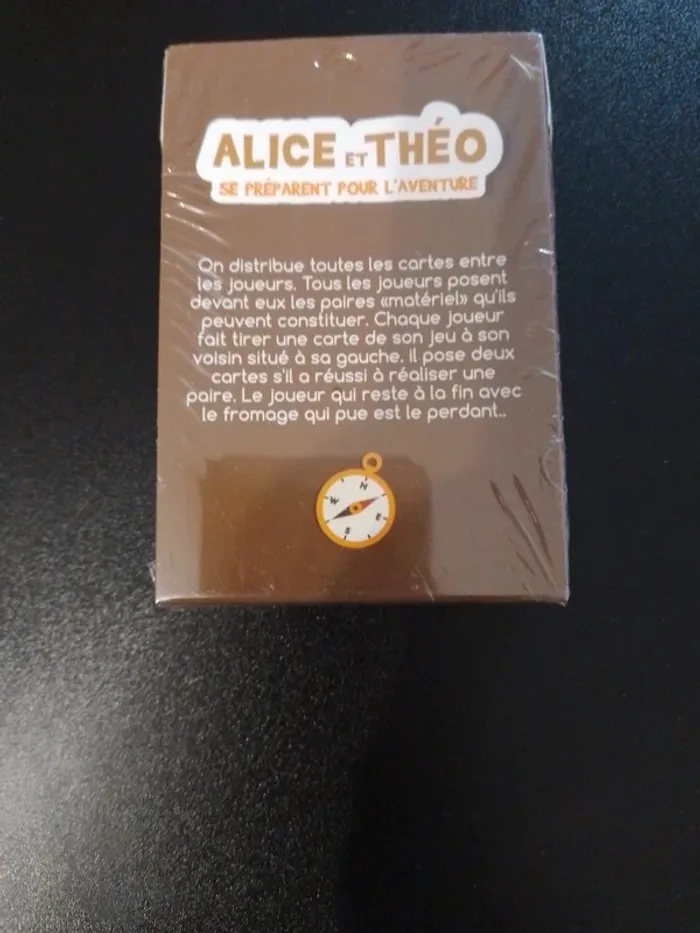 ALICE ET THÉO
SE PRÉPARENT POUR L'AVENTURE
On distribue toutes les cartes entre
les joueurs. Tous les joueurs posent
devant eux les paires «matériel» qu'ils
peuvent constituer. Chaque joueur
fait tirer une carte de son jeu à son
voisin situé à sa gauche. il pose deux
cartes s'il a réussi à réaliser une
paire. Le joueur qui reste à la fin avec
le fromage qui pue est le perdant..
N
W
E
S